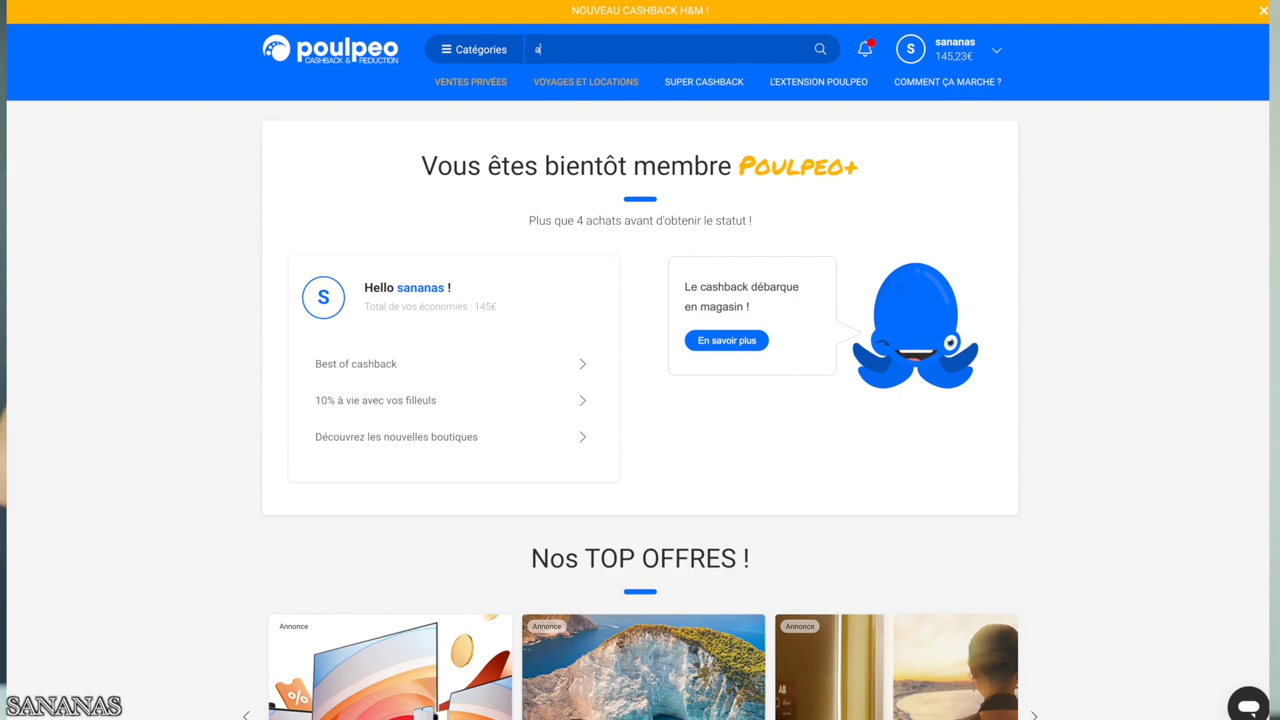 NOUVEAU CASHBACK H&M !
poulpeo
CASHBACK & REDUCTION
Catégories
a
S
sananas
145,23€
VENTES PRIVÉES
VOYAGES ET LOCATIONS
SUPER CASHBACK
L'EXTENSION POULPEO
COMMENT ÇA MARCHE ?
Vous êtes bientôt membre POULPEO+
Plus que 4 achats avant d'obtenir le statut !
S
Hello sananas !
Total de vos économies : 145€
Best of cashback
10% à vie avec vos filleuls
Découvrez les nouvelles boutiques
Le cashback débarque
en magasin !
En savoir plus
Nos TOP OFFRES !
Annonce
%
Annonce
Annonce
All
SANANAS